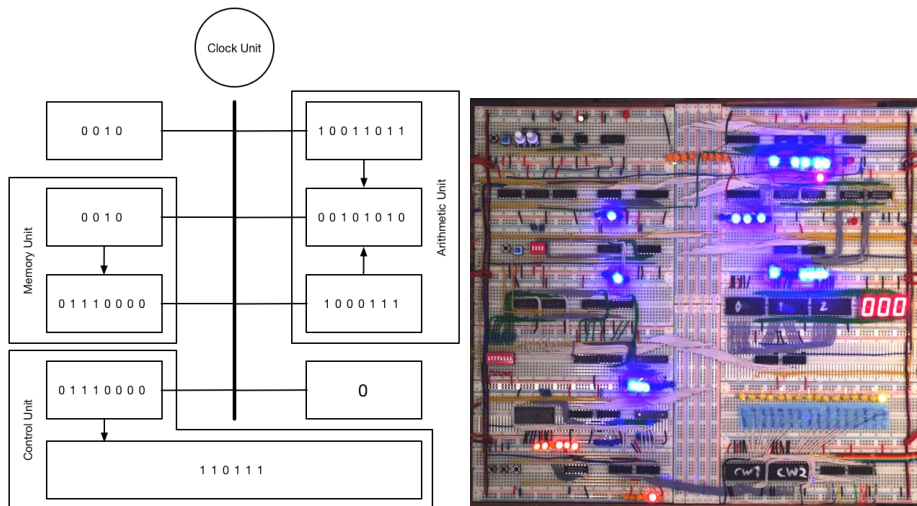 Clock Unit
0 0 1 0
1 0 0 1 1 0 1 1
Memory Unit
0 0 1 0
0 0 1 0 1 0 1 0
Arithmetic Unit
0 1 1 1 0 0 0 0
1 0 0 0 1 1 1
Control Unit
0 1 1 1 0 0 0 0
0
1 1 0 1 1 1
0
2
000
CW1
CW2